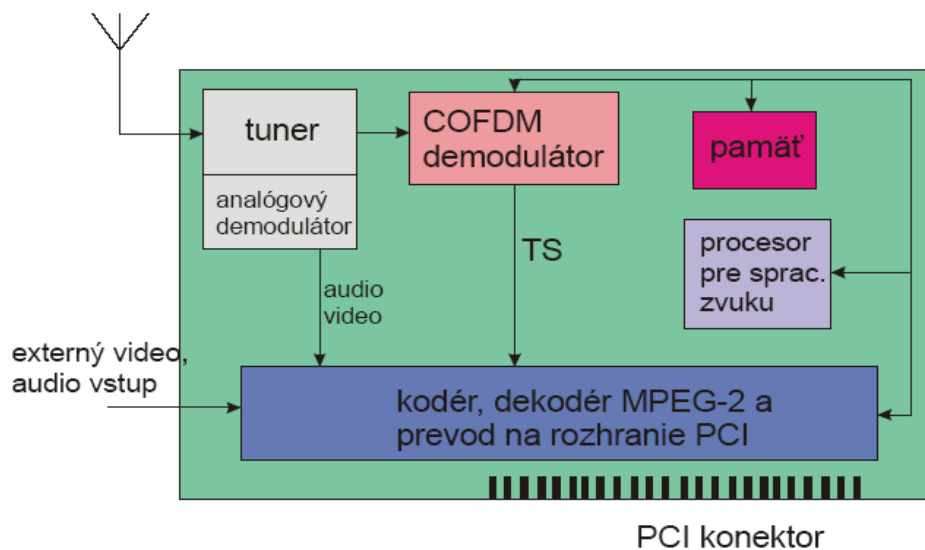 tuner
analógový
demodulátor
COFDM
demodulátor
pamäť
procesor
pre sprac.
zvuku
TS
audio
video
externý video,
audio vstup
kodér, dekodér MPEG-2 a
prevod na rozhranie PCI
PCI konektor